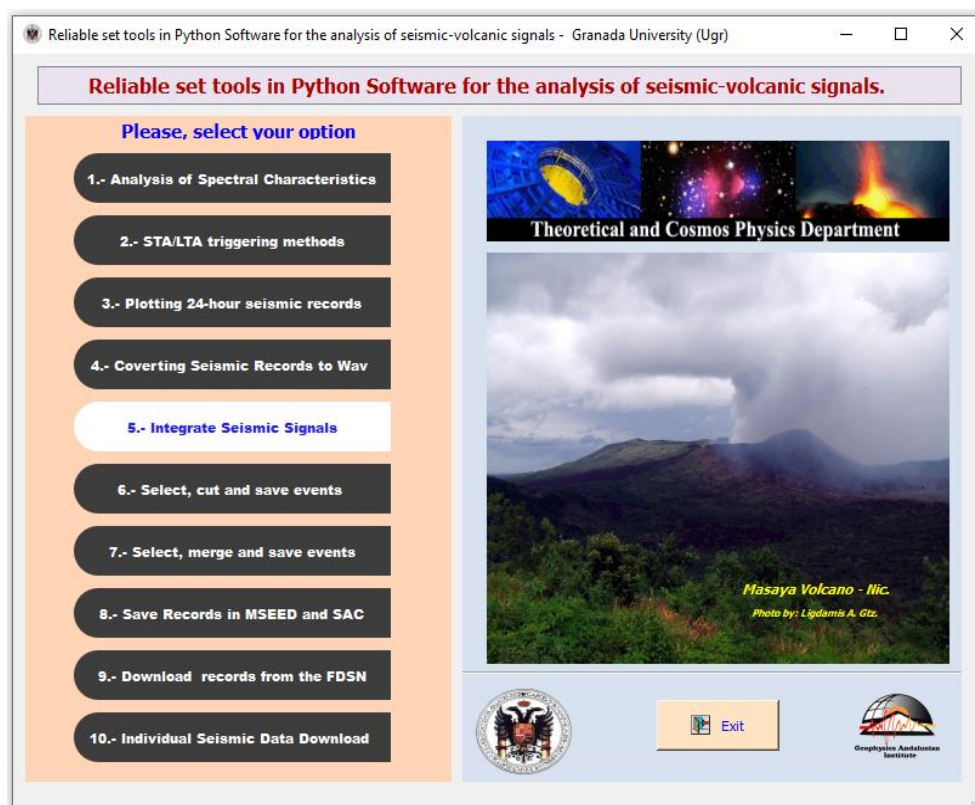 Reliable set tools in Python Software for the analysis of seismic-volcanic signals - Granada University (Ugr)
Reliable set tools in Python Software for the analysis of seismic-volcanic signals.
Please, select your option
1.- Analysis of Spectral Characteristics
2.- STA/LTA triggering methods
3.- Plotting 24-hour seismic records
4.- Coverting Seismic Records to Wav
5.- Integrate Seismic Signals
6.- Select, cut and save events
7.- Select, merge and save events
8.- Save Records in MSEED and SAC
9.- Download records from the FDSN
10.- Individual Seismic Data Download
Theoretical and Cosmos Physics Department
Masaya Volcano - Nic.
Photo by: Ligdamis A. Gtz.
Exit
Geophysics Andalusian
Institute